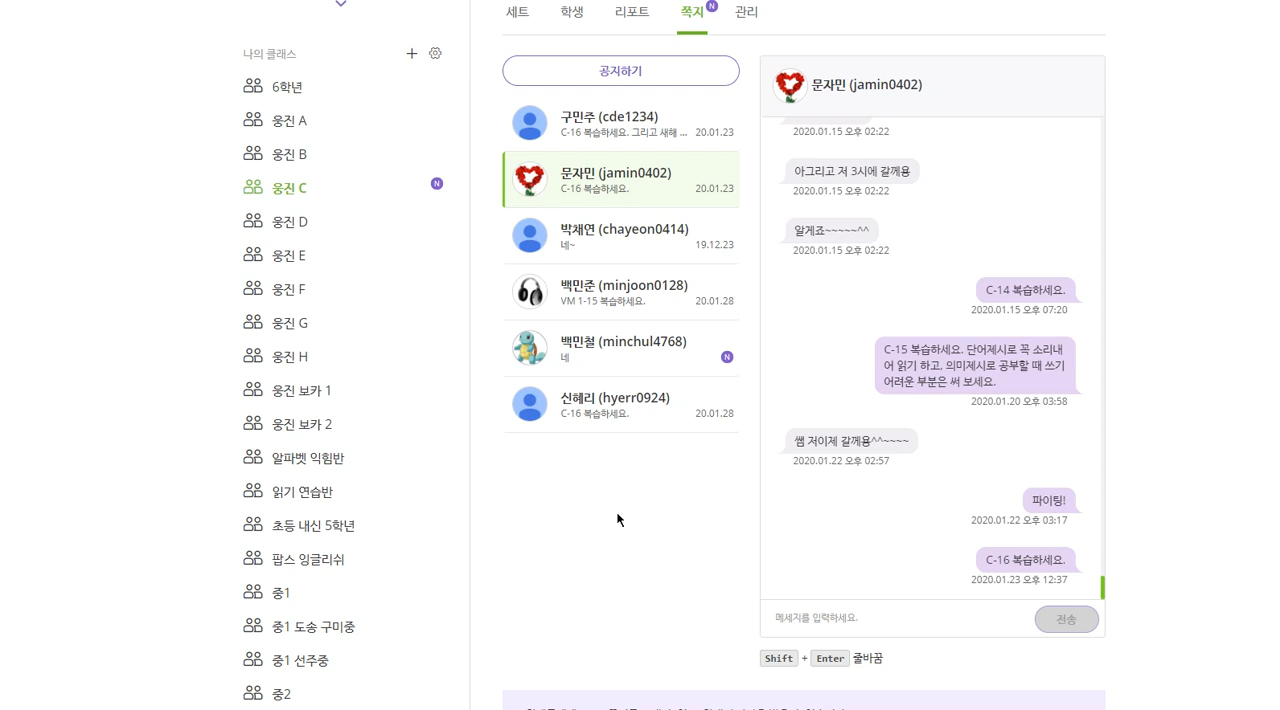 세트 학생 리포트 쪽지 N 관리
나의 클래스
6학년
웅진 A
웅진 B
웅진 C N
웅진 D
웅진 E
웅진 F
웅진 G
웅진 H
웅진 보카 1
웅진 보카 2
알파벳 익힘반
읽기 연습반
초등 내신 5학년
팝스 잉글리쉬
중1
중1 도송 구미중
중1 선주중
중2
공지하기
구민주 (cde1234)
C-16 복습하세요. 그리고 새해 ... 20.01.23
문자민 (jamin0402)
C-16 복습하세요. 20.01.23
박채연 (chayeon0414)
네~ 19.12.23
백민준 (minjoon0128)
VM 1-15 복습하세요. 20.01.28
백민철 (minchul4768)
네 N
신혜리 (hyerr0924)
C-16 복습하세요. 20.01.28
문자민 (jamin0402)
2020.01.15 오후 02:22
아그리고 저 3시에 갈께용
2020.01.15 오후 02:22
알게죠~~~~~^^
2020.01.15 오후 02:22
C-14 복습하세요.
2020.01.15 오후 07:20
C-15 복습하세요. 단어제시로 꼭 소리내
어 읽기 하고, 의미제시로 공부할 때 쓰기
어려운 부분은 써 보세요.
2020.01.20 오후 03:58
쌤 저이제 갈께용^^~~~~
2020.01.22 오후 02:57
파이팅!
2020.01.22 오후 03:17
C-16 복습하세요.
2020.01.23 오후 12:37
메세지를 입력하세요. 전송
Shift + Enter 줄바꿈